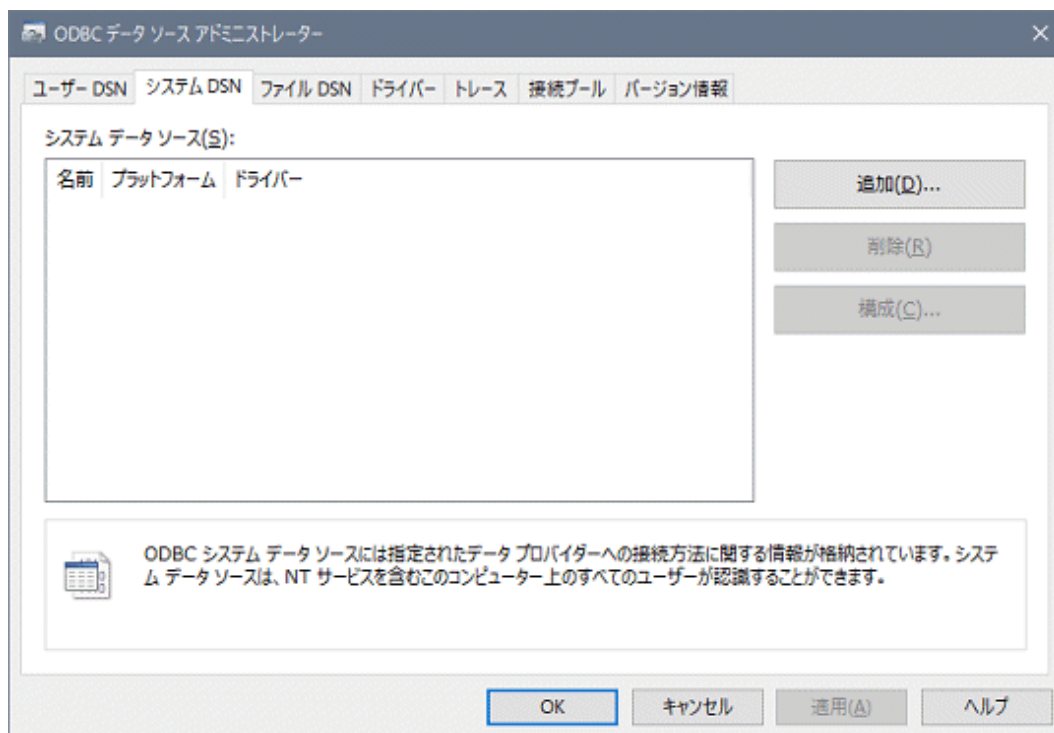 ODBC データ ソース アドミニストレーター
ユーザー DSN システム DSN ファイル DSN ドライバー トレース 接続プール バージョン情報
システム データ ソース(S):
名前 プラットフォーム ドライバー
追加(D)...
削除(R)
構成(C)...
ODBC システム データ ソースには指定されたデータ プロバイダーへの接続方法に関する情報が格納されています。システ
ム データ ソースは、NT サービスを含むこのコンピューター上のすべてのユーザーが認識することができます。
OK キャンセル 適用(A) ヘルプ